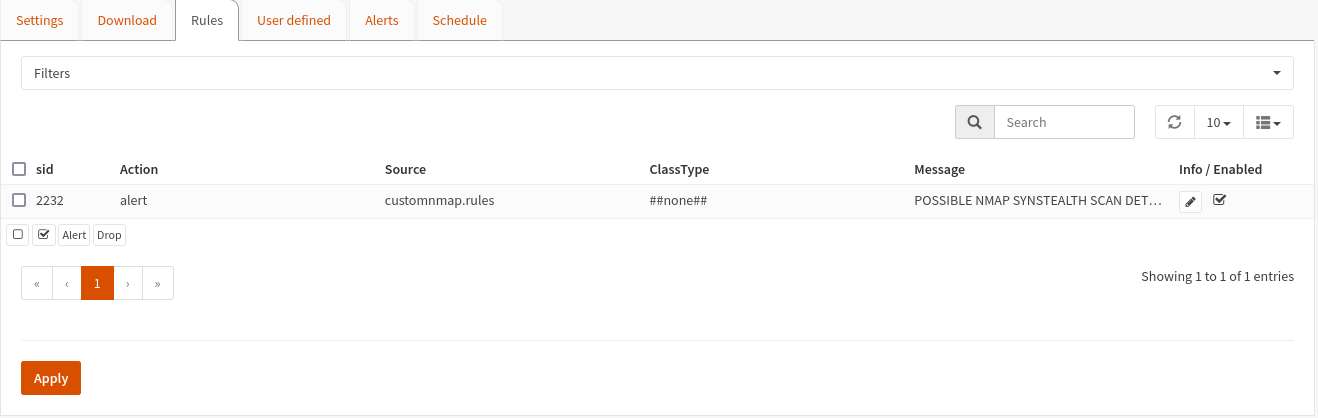 Settings Download Rules User defined Alerts Schedule
Filters
Search 10
sid Action Source ClassType Message Info / Enabled
2232 alert customnmap.rules ##none## POSSIBLE NMAP SYNSTEALTH SCAN DET…
Alert Drop
« ‹ 1 › »
Showing 1 to 1 of 1 entries
Apply